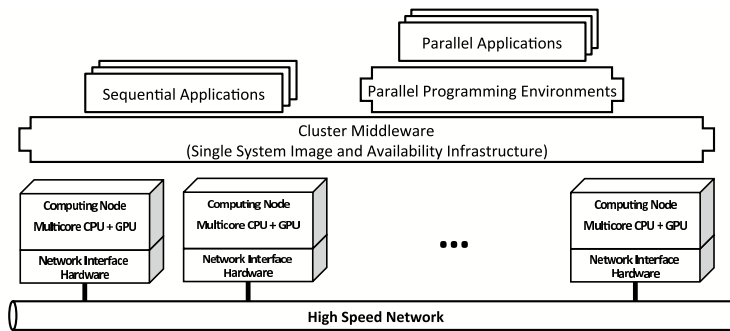 Parallel Applications
Sequential Applications
Parallel Programming Environments
Cluster Middleware
(Single System Image and Availability Infrastructure)
Computing Node
Multicore CPU + GPU
Network Interface
Hardware
Computing Node
Multicore CPU + GPU
Network Interface
Hardware
...
Computing Node
Multicore CPU + GPU
Network Interface
Hardware
High Speed Network